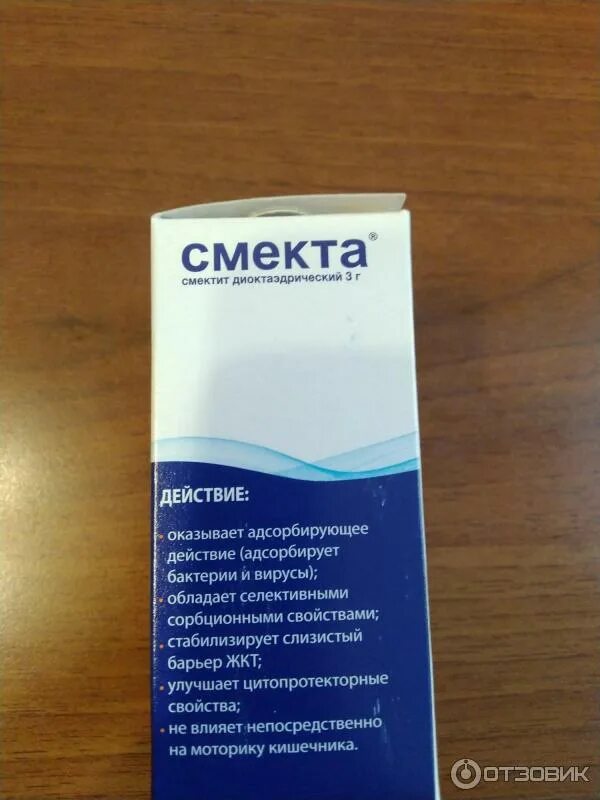 смекта®
смектит диоктаэдрический 3 г
ДЕЙСТВИЕ:
• оказывает адсорбирующее
действие (адсорбирует
бактерии и вирусы);
• обладает селективными
сорбционными свойствами;
• стабилизирует слизистый
барьер ЖКТ;
• улучшает цитопротекторные
свойства;
• не влияет непосредственно
на моторику кишечника.
ОТЗОВИК